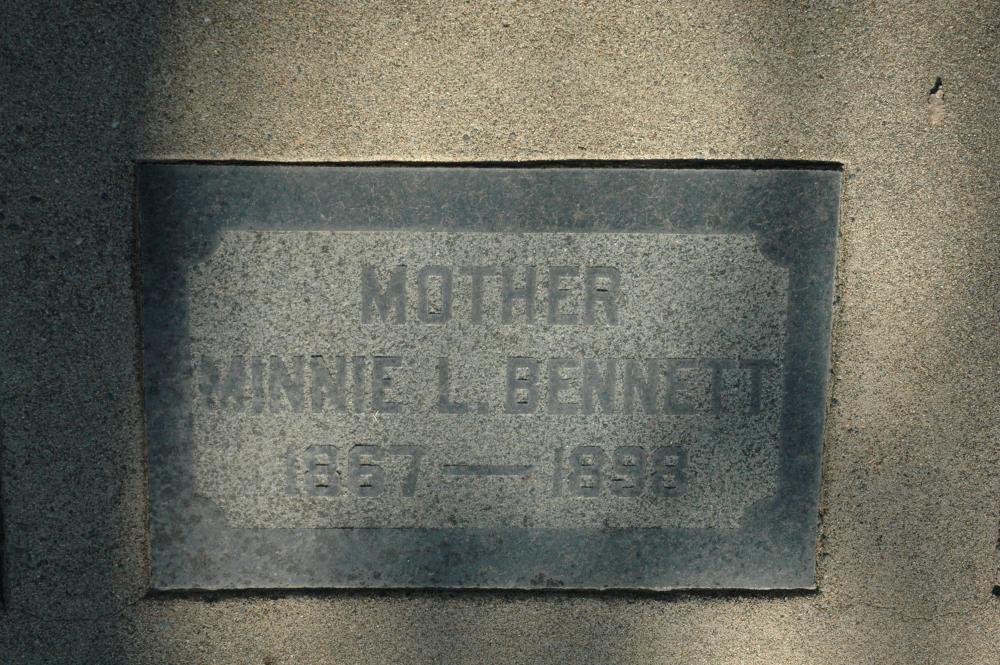 MOTHER
MINNIE L. BENNETT
1867 — 1898